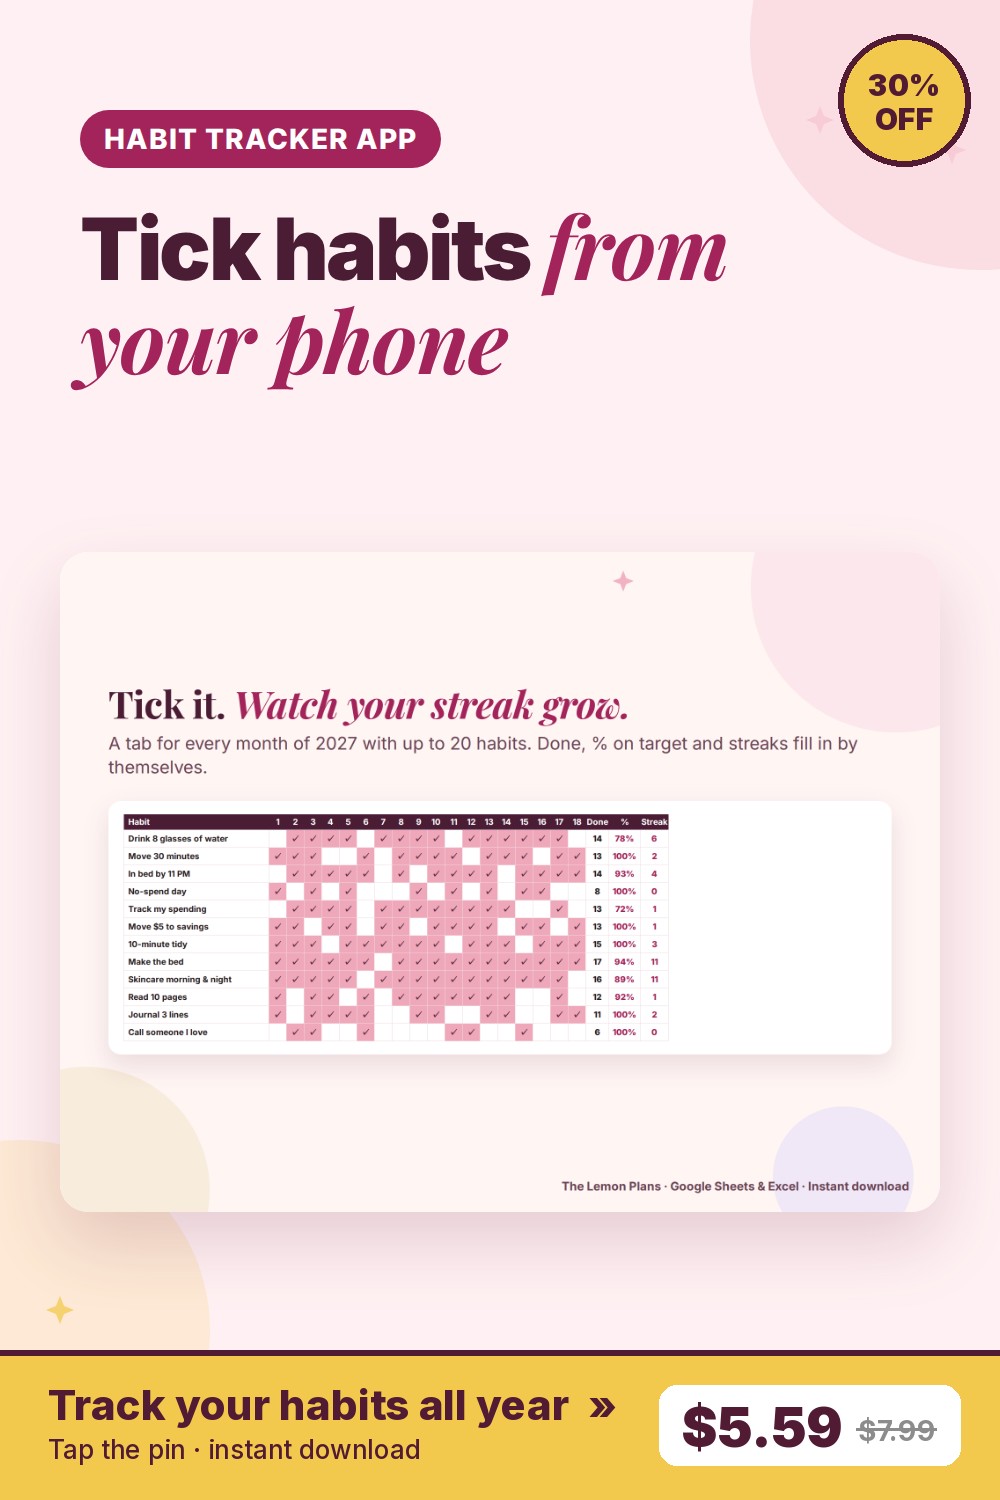 30%
OFF
HABIT TRACKER APP
Tick habits from
your phone
Tick it. Watch your streak grow.
A tab for every month of 2027 with up to 20 habits. Done, % on target and streaks fill in by
themselves.
Habit 1 2 3 4 5 6 7 8 9 10 11 12 13 14 15 16 17 18 Done % Streak
Drink 8 glasses of water ✓ ✓ ✓ ✓ ✓ ✓ ✓ ✓ ✓ ✓ ✓ ✓ ✓ ✓ 14 78% 6
Move 30 minutes ✓ ✓ ✓ ✓ ✓ ✓ ✓ ✓ ✓ ✓ ✓ ✓ ✓ 13 100% 2
In bed by 11 PM ✓ ✓ ✓ ✓ ✓ ✓ ✓ ✓ ✓ ✓ ✓ ✓ ✓ ✓ 14 93% 4
No-spend day ✓ ✓ ✓ ✓ ✓ ✓ ✓ ✓ 8 100% 0
Track my spending ✓ ✓ ✓ ✓ ✓ ✓ ✓ ✓ ✓ ✓ ✓ ✓ ✓ 13 72% 1
Move $5 to savings ✓ ✓ ✓ ✓ ✓ ✓ ✓ ✓ ✓ ✓ ✓ ✓ ✓ 13 100% 1
10-minute tidy ✓ ✓ ✓ ✓ ✓ ✓ ✓ ✓ ✓ ✓ ✓ ✓ ✓ ✓ ✓ 15 100% 3
Make the bed ✓ ✓ ✓ ✓ ✓ ✓ ✓ ✓ ✓ ✓ ✓ ✓ ✓ ✓ ✓ ✓ ✓ 17 94% 11
Skincare morning & night ✓ ✓ ✓ ✓ ✓ ✓ ✓ ✓ ✓ ✓ ✓ ✓ ✓ ✓ ✓ ✓ 16 89% 11
Read 10 pages ✓ ✓ ✓ ✓ ✓ ✓ ✓ ✓ ✓ ✓ ✓ ✓ 12 92% 1
Journal 3 lines ✓ ✓ ✓ ✓ ✓ ✓ ✓ ✓ ✓ ✓ ✓ 11 100% 2
Call someone I love ✓ ✓ ✓ ✓ ✓ ✓ 6 100% 0
The Lemon Plans · Google Sheets & Excel · Instant download
Track your habits all year »
Tap the pin · instant download
$5.59 $7.99